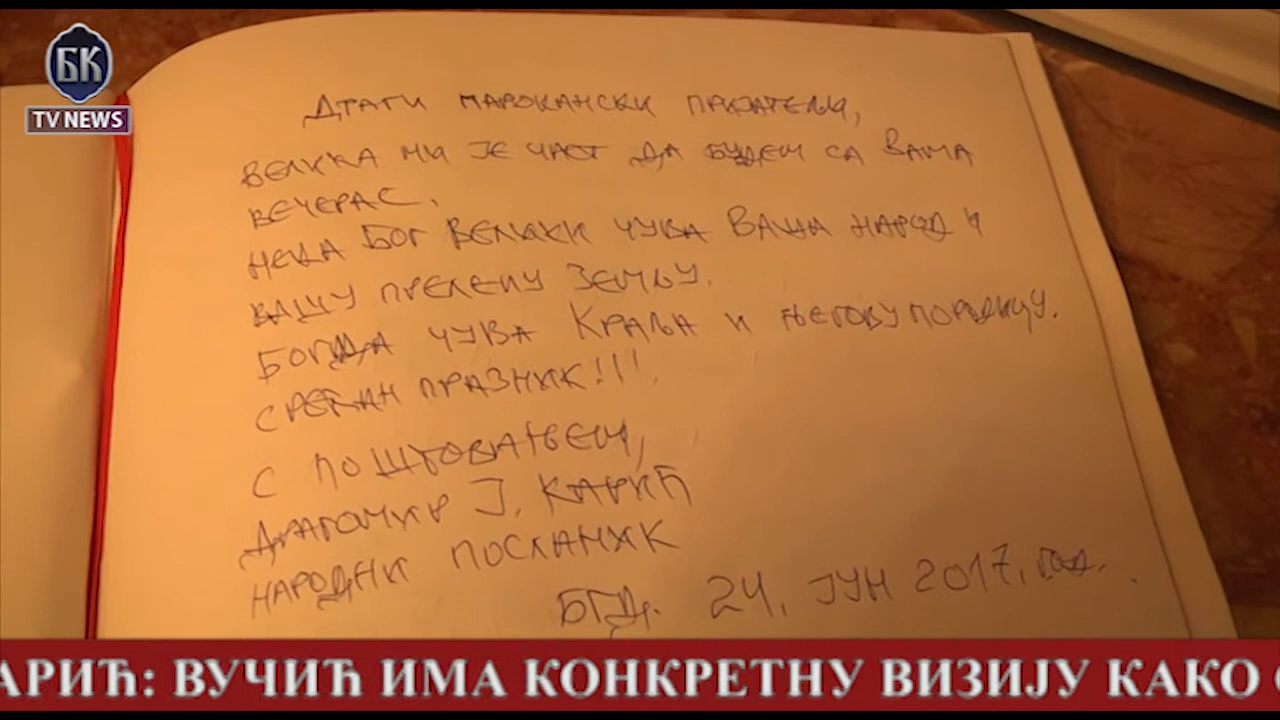 БК
TV NEWS
Драги марокански пријатељи,
велика ми је част да будем са Вама
вечерас.
Нека Бог Велики чува Ваша народ и
вашу прелепу земљу.
Бог да чува Краља и његову породицу.
Срећан празник!!!
С поштовањем,
Драгомир Ј. Карић
народни посланик
БГД. 24. јун 2017. год.
АРИЋ: ВУЧИЋ ИМА КОНКРЕТНУ ВИЗИЈУ КАКО